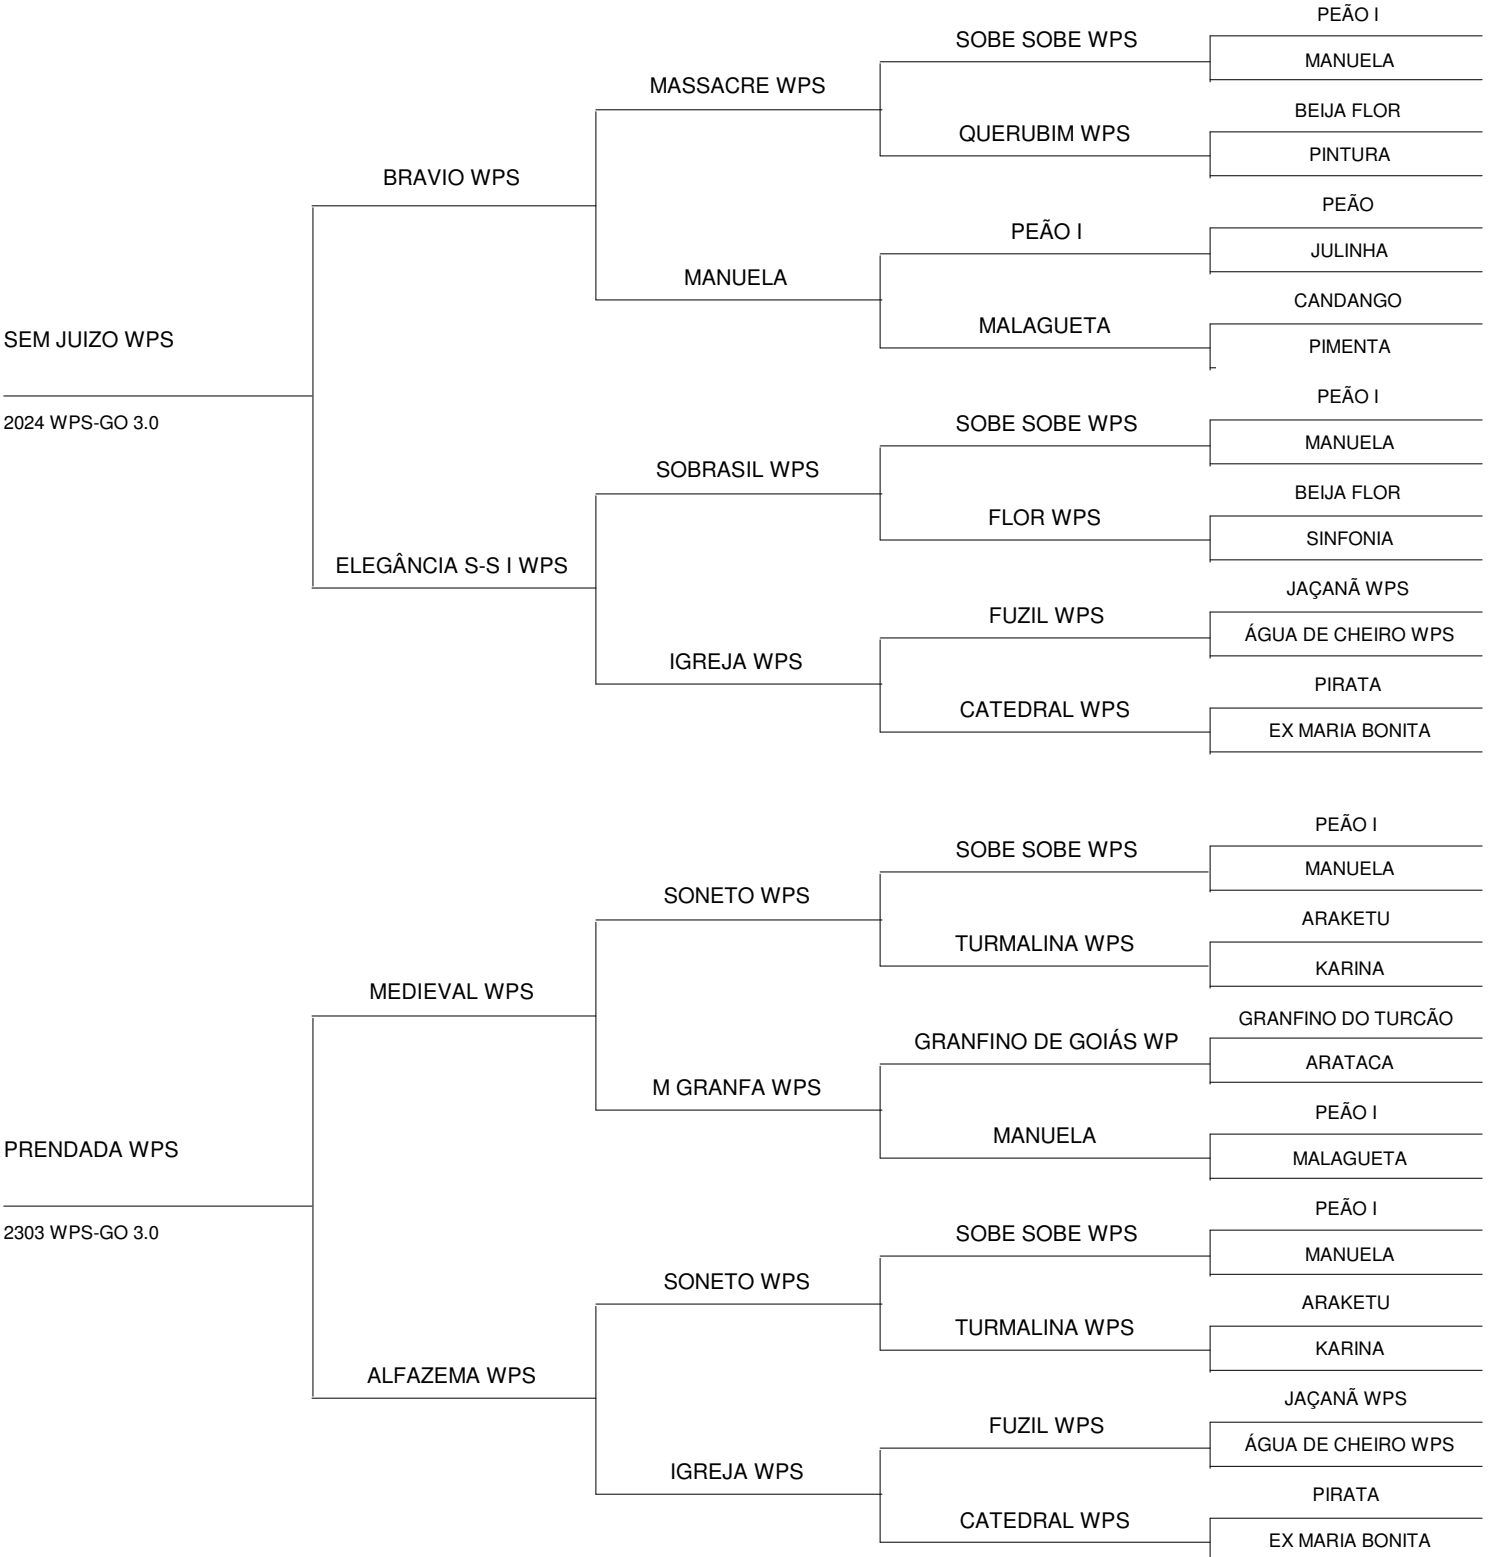 PEÃO I
SOBE SOBE WPS
MANUELA
MASSACRE WPS
BEIJA FLOR
QUERUBIM WPS
PINTURA
BRAVIO WPS
PEÃO
PEÃO I
JULINHA
MANUELA
CANDANGO
MALAGUETA
PIMENTA
SEM JUIZO WPS
2024 WPS-GO 3.0
PEÃO I
SOBE SOBE WPS
MANUELA
SOBRASIL WPS
BEIJA FLOR
FLOR WPS
SINFONIA
ELEGÂNCIA S-S I WPS
JAÇANÃ WPS
FUZIL WPS
ÁGUA DE CHEIRO WPS
IGREJA WPS
PIRATA
CATEDRAL WPS
EX MARIA BONITA
PEÃO I
SOBE SOBE WPS
MANUELA
SONETO WPS
ARAKETU
TURMALINA WPS
KARINA
MEDIEVAL WPS
GRANFINO DO TURCÃO
GRANFINO DE GOIÁS WP
ARATACA
M GRANFA WPS
PEÃO I
MANUELA
MALAGUETA
PRENDADA WPS
2303 WPS-GO 3.0
PEÃO I
SOBE SOBE WPS
MANUELA
SONETO WPS
ARAKETU
TURMALINA WPS
KARINA
ALFAZEMA WPS
JAÇANÃ WPS
FUZIL WPS
ÁGUA DE CHEIRO WPS
IGREJA WPS
PIRATA
CATEDRAL WPS
EX MARIA BONITA